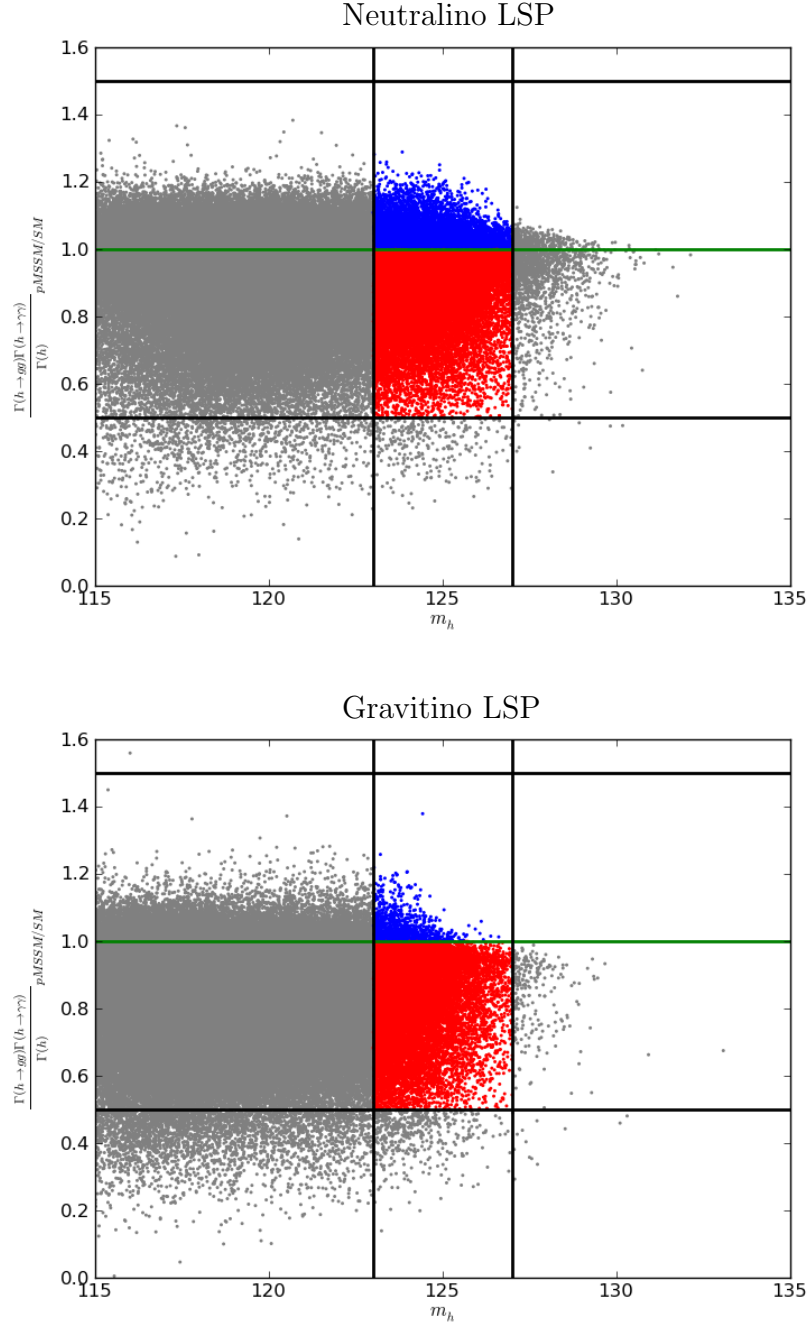 Neutralino LSP
1.6
1.4
1.2
1.0
0.8
0.6
0.4
0.2
0.0
Γ(h→gg)Γ(h→γγ)
Γ(h)
pMSSM/SM
115
120
125
130
135
m_h
Gravitino LSP
1.6
1.4
1.2
1.0
0.8
0.6
0.4
0.2
0.0
Γ(h→gg)Γ(h→γγ)
Γ(h)
pMSSM/SM
115
120
125
130
135
m_h